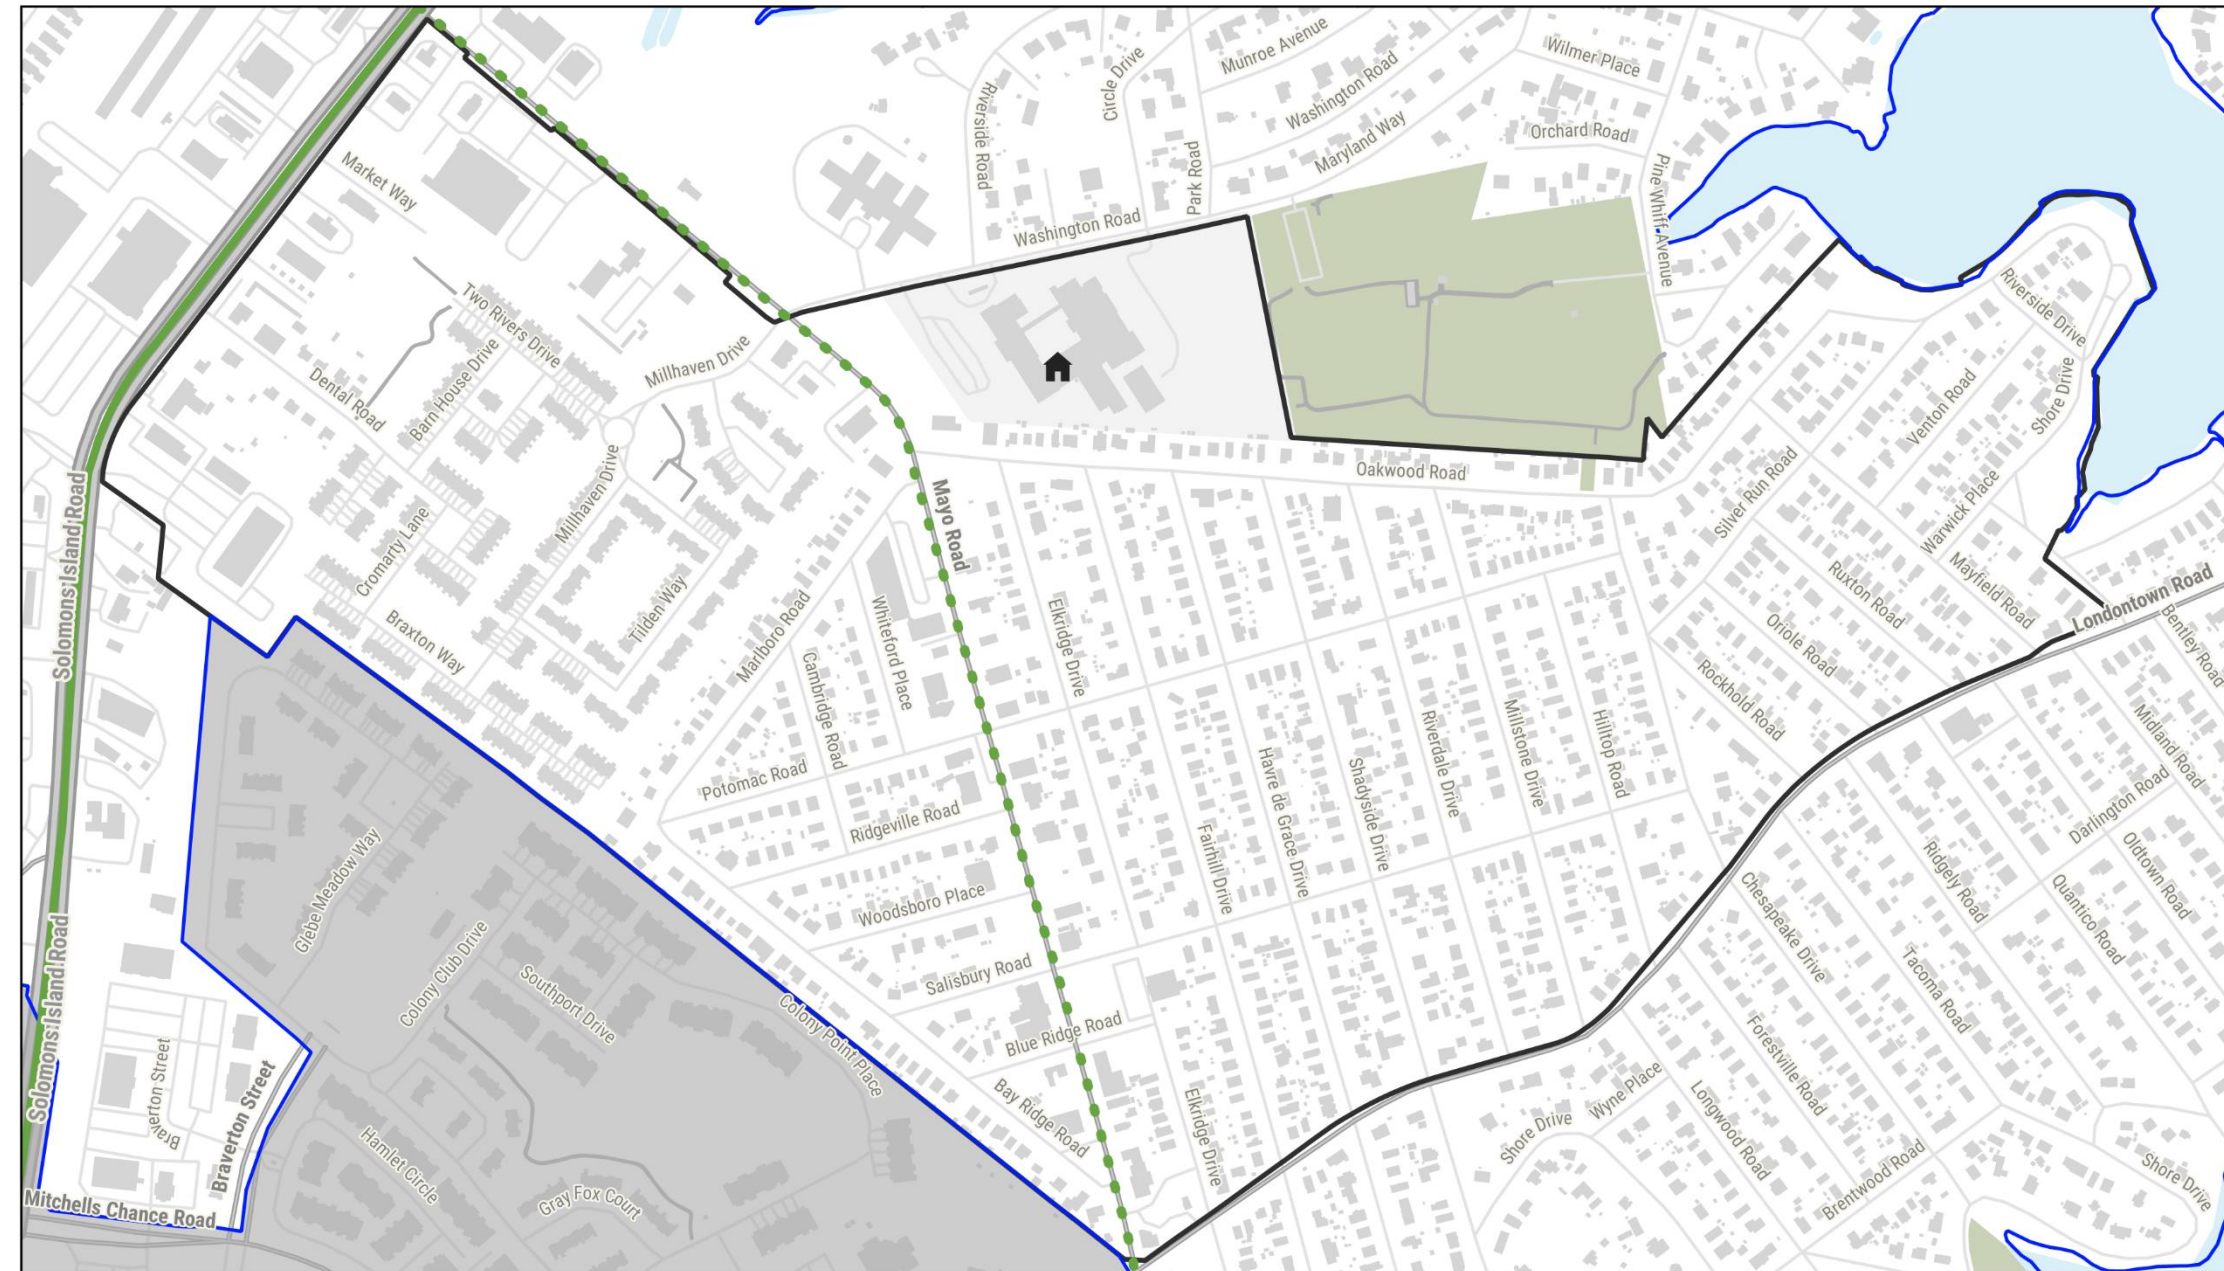 Munroe Avenue
Wilmer Place
Circle Drive
Washington Road
Riverside Road
Orchard Road
Maryland Way
Market Way
Park Road
Pine Whiff Avenue
Washington Road
Two Rivers Drive
Riverside Drive
Millhaven Drive
Barn House Drive
Dental Road
Venton Road
Shore Drive
Oakwood Road
Mayo Road
Silver Run Road
Solomons Island Road
Millhaven Drive
Cromarty Lane
Warwick Place
Mayfield Road
Ruxton Road
Londontown Road
Braxton Way
Tilden Way
Marlboro Road
Whiteford Place
Elkridge Drive
Oriole Road
Bentley Road
Cambridge Road
Rockhold Road
Potomac Road
Riverdale Drive
Millstone Drive
Hilltop Road
Midland Road
Havre de Grace Drive
Shadyside Drive
Ridgeville Road
Darlington Road
Fairhill Drive
Glebe Meadow Way
Woodsboro Place
Ridgely Road
Oldtown Road
Chesapeake Drive
Quantico Road
Colony Club Drive
Southport Drive
Salisbury Road
Tacoma Road
Solomons Island Road
Colony Point Place
Blue Ridge Road
Forestville Road
Braverton Street
Braverton Street
Bay Ridge Road
Elkridge Drive
Wyne Place
Shore Drive
Longwood Road
Hamlet Circle
Gray Fox Court
Brentwood Road
Shore Drive
Mitchells Chance Road